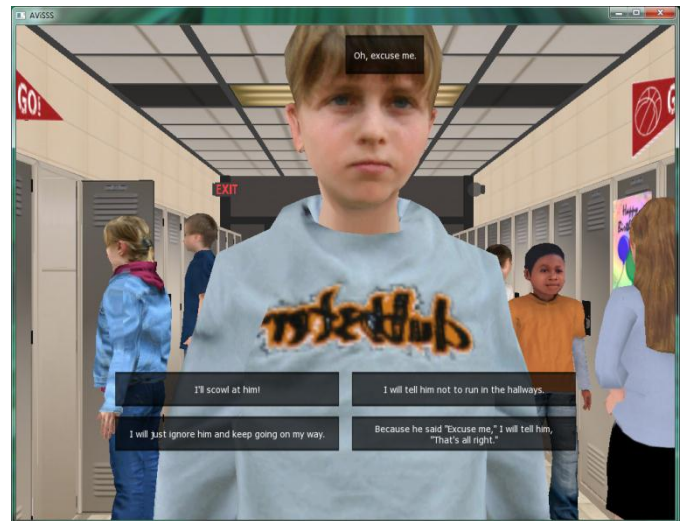 AViSSS
Oh, excuse me.
GO!
EXIT
Happy
I'll scowl at him!
I will tell him not to run in the hallways.
I will just ignore him and keep going on my way.
Because he said "Excuse me," I will tell him,
"That's all right."